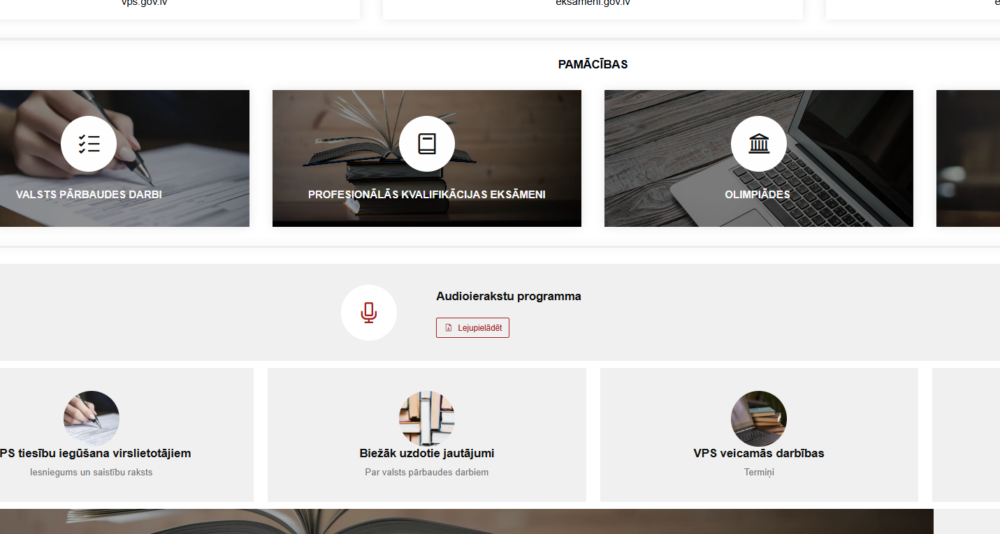 vps.gov.lv
eksameni.gov.lv
PAMĀCĪBAS
VALSTS PĀRBAUDES DARBI
PROFESIONĀLĀS KVALIFIKĀCIJAS EKSĀMENI
OLIMPIĀDES
Audioierakstu programma
Lejupielādēt
PS tiesību iegūšana virslietotājiem
Iesniegums un saistību raksts
Biežāk uzdotie jautājumi
Par valsts pārbaudes darbiem
VPS veicamās darbības
Termiņi